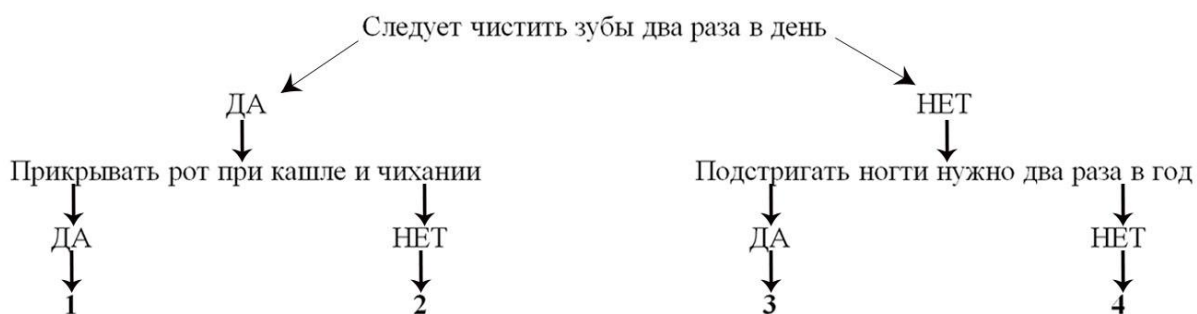 Следует чистить зубы два раза в день
ДА НЕТ
Прикрывать рот при кашле и чихании Подстригать ногти нужно два раза в год
ДА НЕТ ДА НЕТ
1 2 3 4